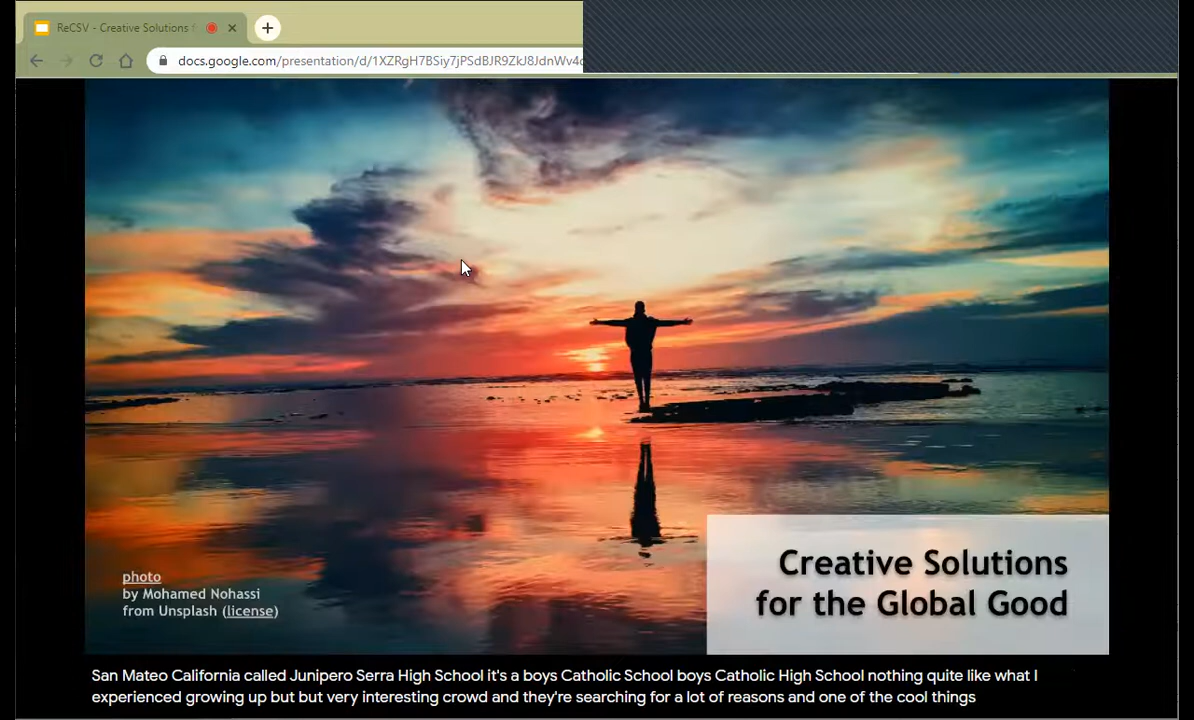 ReCSV - Creative Solutions f
docs.google.com/presentation/d/1XZRgH7BSiy7jPSdBJR9ZkJ8JdnWv4c
Creative Solutions
for the Global Good
photo
by Mohamed Nohassi
from Unsplash (license)
San Mateo California called Junipero Serra High School it's a boys Catholic School boys Catholic High School nothing quite like what I
experienced growing up but but very interesting crowd and they're searching for a lot of reasons and one of the cool things